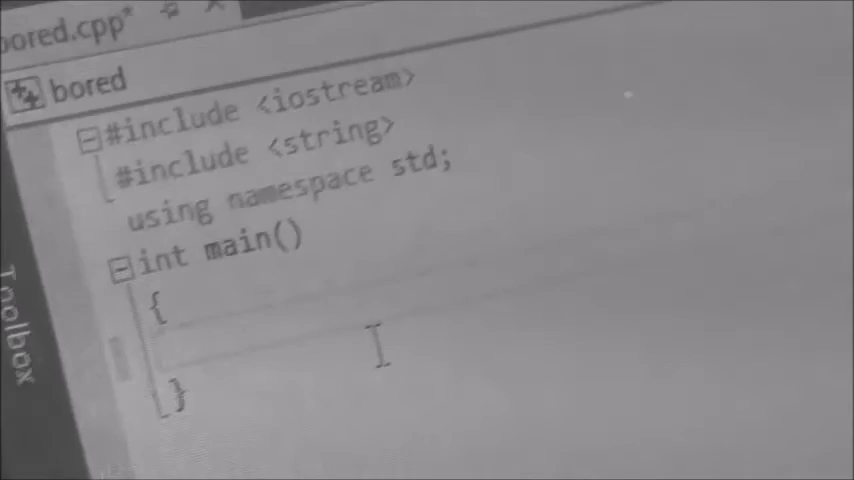 bored.cpp*
bored
#include <iostream>
#include <string>
using namespace std;
int main()
{
}
Toolbox